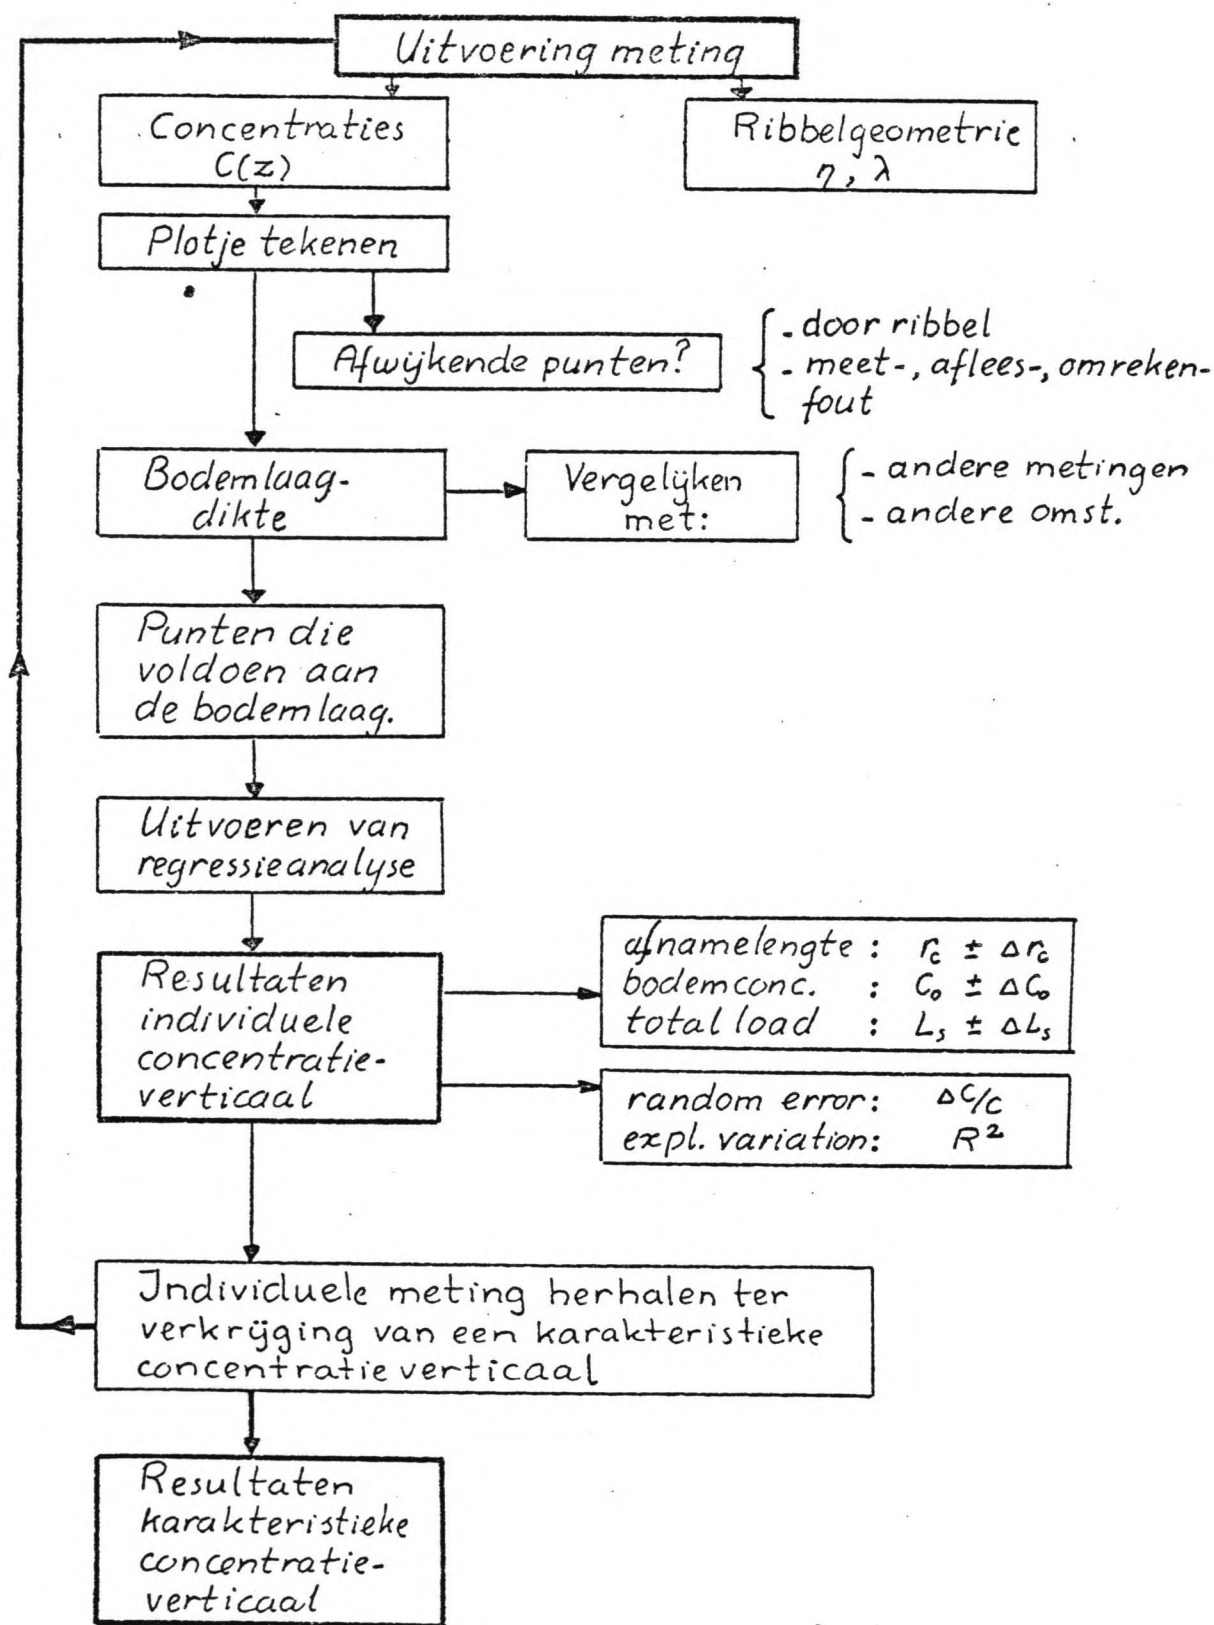 Uitvoering meting
Concentraties
C(z)
Ribbelgeometrie
η, λ
Plotje tekenen
Afwijkende punten?
- door ribbel
- meet-, aflees-, omreken-
fout
Bodemlaag-
dikte
Vergelijken
met:
- andere metingen
- andere omst.
Punten die
voldoen aan
de bodemlaag.
Uitvoeren van
regressieanalyse
Resultaten
individuele
concentratie-
verticaal
afnamelengte : r_c ± Δr_c
bodemconc. : C_o ± ΔC_o
total load : L_s ± ΔL_s
random error: ΔC/C
expl. variation: R²
Individuele meting herhalen ter
verkrijging van een karakteristieke
concentratie verticaal
Resultaten
karakteristieke
concentratie-
verticaal